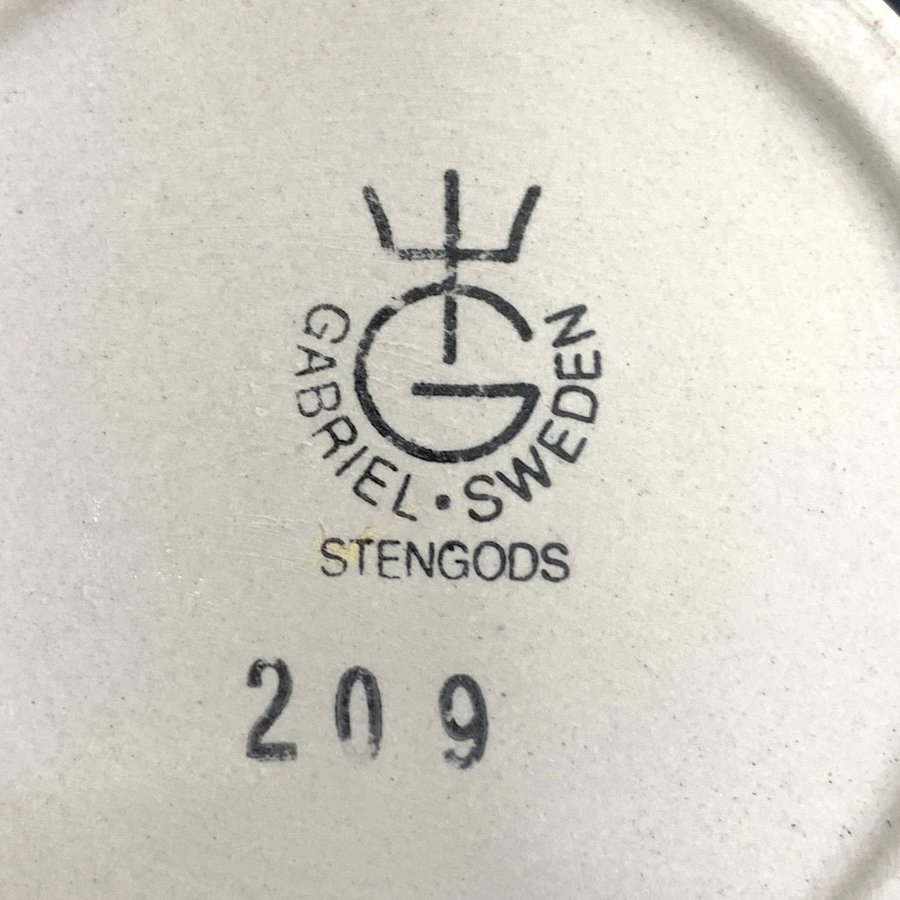 G
GABRIEL · SWEDEN
STENGODS
209